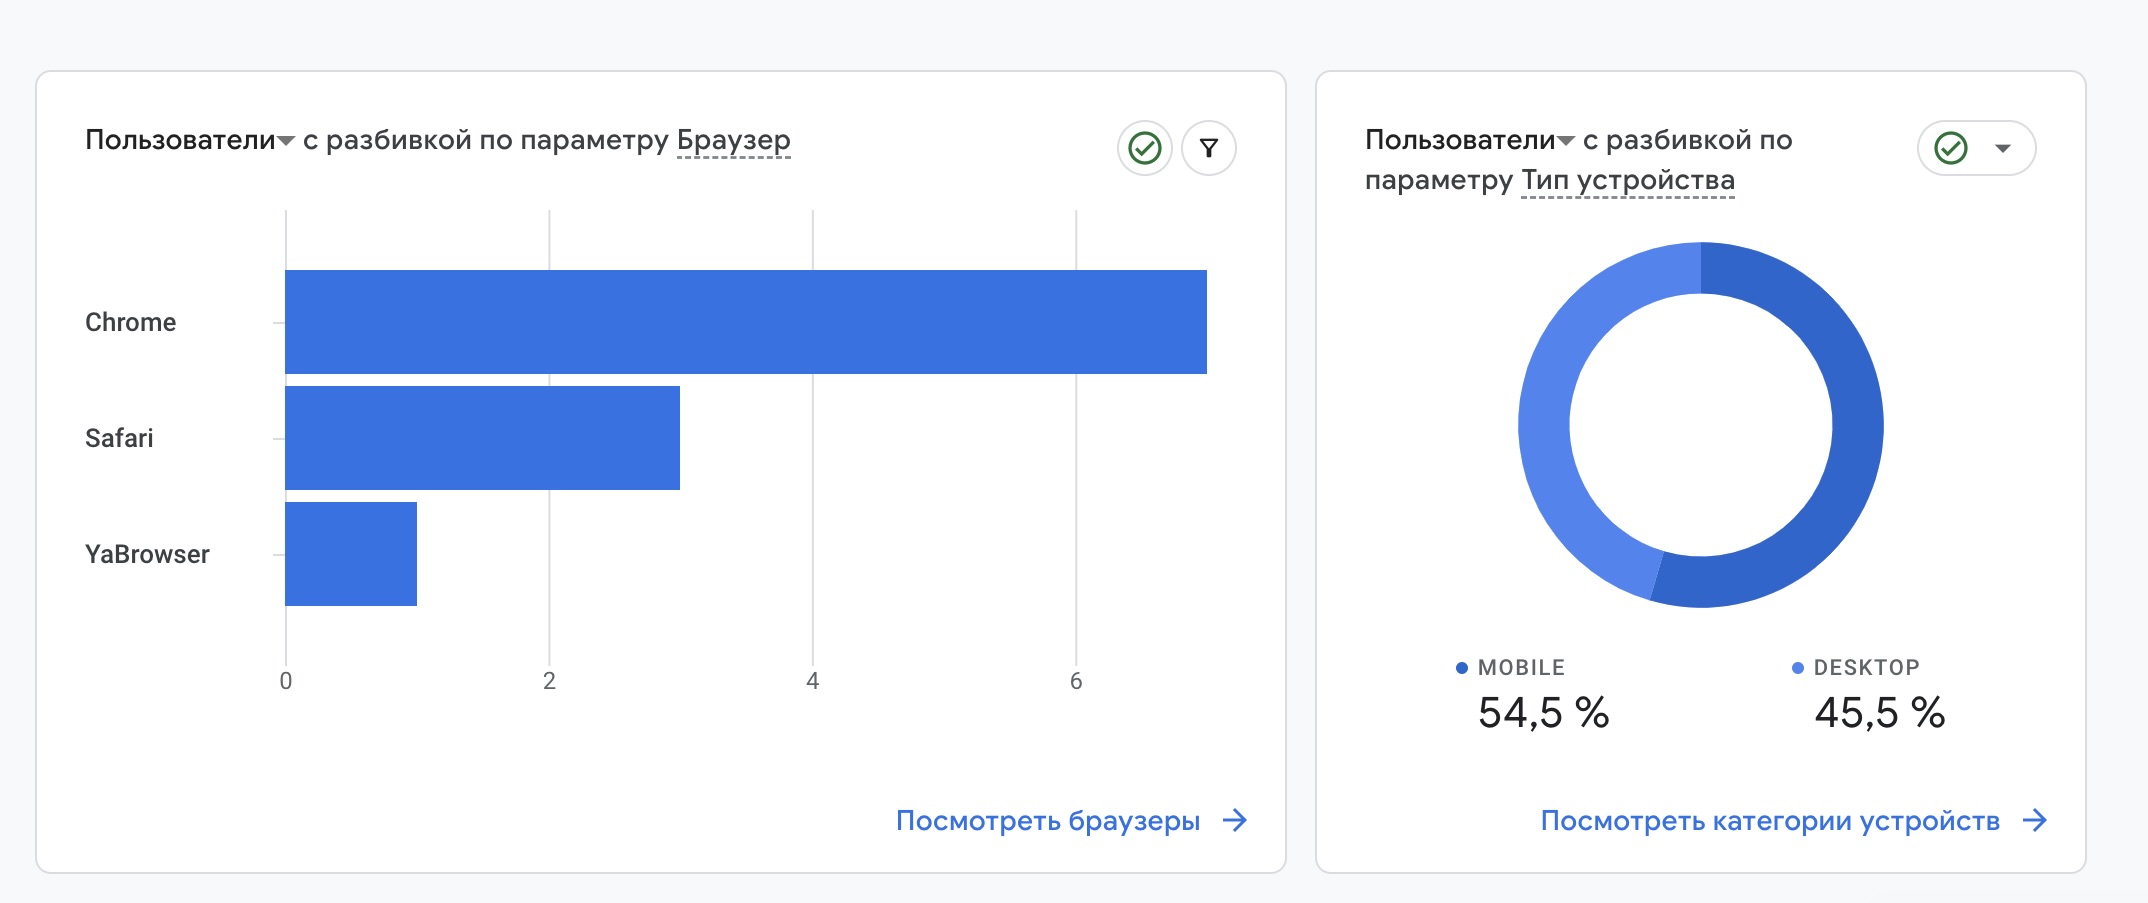 Пользователи с разбивкой по параметру Браузер
Chrome
Safari
YaBrowser
0 2 4 6
Посмотреть браузеры
Пользователи с разбивкой по
параметру Тип устройства
MOBILE DESKTOP
54,5 % 45,5 %
Посмотреть категории устройств